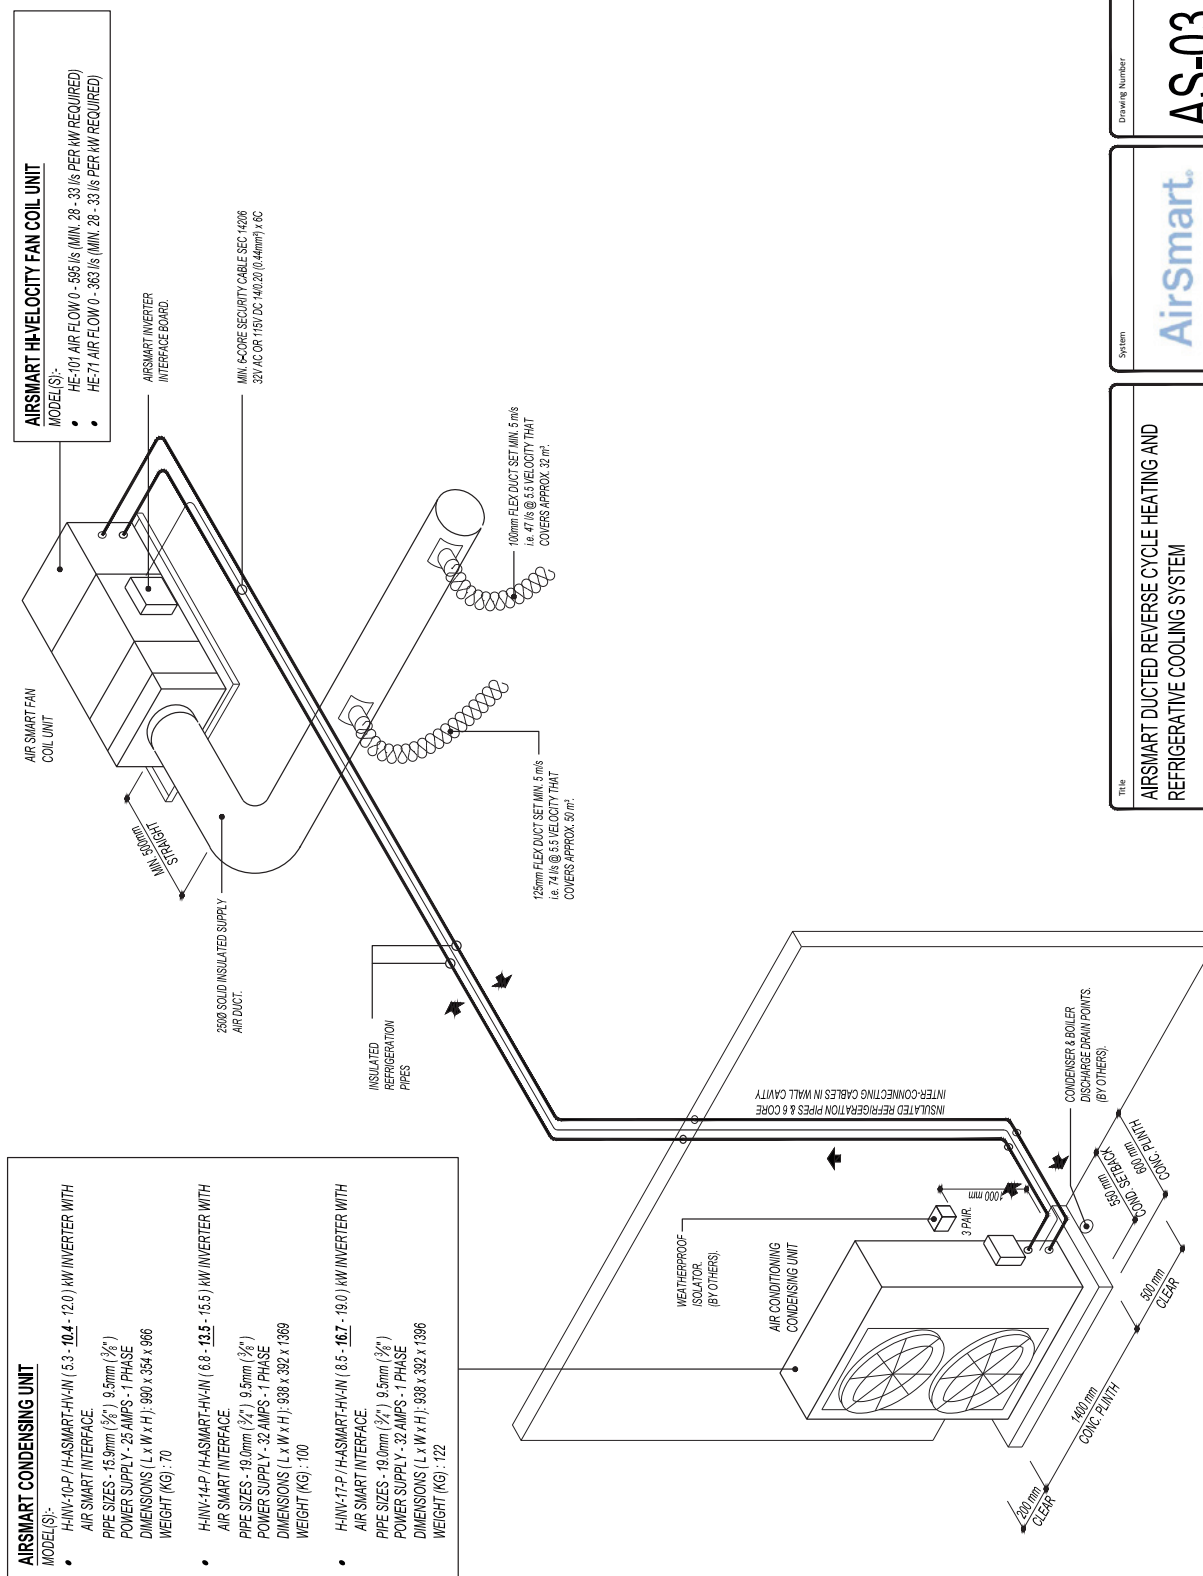 AIRSMART CONDENSING UNIT
MODEL(S):-
• H-INV-10-P / H-ASMART-HV-IN ( 5.3 - 10.4 - 12.0 ) kW INVERTER WITH
AIR SMART INTERFACE.
PIPE SIZES - 15.9mm ( 5/8" ) 9.5mm ( 3/8" )
POWER SUPPLY - 25 AMPS - 1 PHASE
DIMENSIONS ( L x W x H ) : 990 x 354 x 966
WEIGHT (KG) : 70
• H-INV-14-P / H-ASMART-HV-IN ( 6.8 - 13.5 - 15.5 ) kW INVERTER WITH
AIR SMART INTERFACE.
PIPE SIZES - 19.0mm ( 3/4" ) 9.5mm ( 3/8" )
POWER SUPPLY - 32 AMPS - 1 PHASE
DIMENSIONS ( L x W x H ) : 938 x 392 x 1369
WEIGHT (KG) : 100
• H-INV-17-P / H-ASMART-HV-IN ( 8.5 - 16.7 - 19.0 ) kW INVERTER WITH
AIR SMART INTERFACE.
PIPE SIZES - 19.0mm ( 3/4" ) 9.5mm ( 3/8" )
POWER SUPPLY - 32 AMPS - 1 PHASE
DIMENSIONS ( L x W x H ) : 938 x 392 x 1396
WEIGHT (KG) : 122
AIRSMART HI-VELOCITY FAN COIL UNIT
MODEL(S):-
• HE-101 AIR FLOW 0 - 595 l/s (MIN. 28 - 33 l/s PER kW REQUIRED)
• HE-71 AIR FLOW 0 - 363 l/s (MIN. 28 - 33 l/s PER kW REQUIRED)
AIR SMART FAN
COIL UNIT
AIRSMART INVERTER
INTERFACE BOARD.
MIN. 6-CORE SECURITY CABLE SEC 14206
32V AC OR 115V DC 14/0.20 (0.44mm²) x 6C
MIN. 500mm
STRAIGHT
250Ø SOLID INSULATED SUPPLY
AIR DUCT.
INSULATED
REFRIGERATION
PIPES
125mm FLEX DUCT SET MIN. 5 m/s
i.e. 74 l/s @ 5.5 VELOCITY THAT
COVERS APPROX. 50 m².
100mm FLEX DUCT SET MIN. 5 m/s
i.e. 47 l/s @ 5.5 VELOCITY THAT
COVERS APPROX. 32 m².
INSULATED REFRIGERATION PIPES & 6 CORE
INTER-CONNECTING CABLES IN WALL CAVITY
WEATHERPROOF
ISOLATOR.
(BY OTHERS).
3 PAIR.
1000 mm
AIR CONDITIONING
CONDENSING UNIT
CONDENSER & BOILER
DISCHARGE DRAIN POINTS.
(BY OTHERS).
550 mm
COND. SETBACK
600 mm
CONC. PLINTH
500 mm
CLEAR
1400 mm
CONC. PLINTH
200 mm
CLEAR
Title
AIRSMART DUCTED REVERSE CYCLE HEATING AND
REFRIGERATIVE COOLING SYSTEM
System
AirSmart
Drawing Number
AS-03